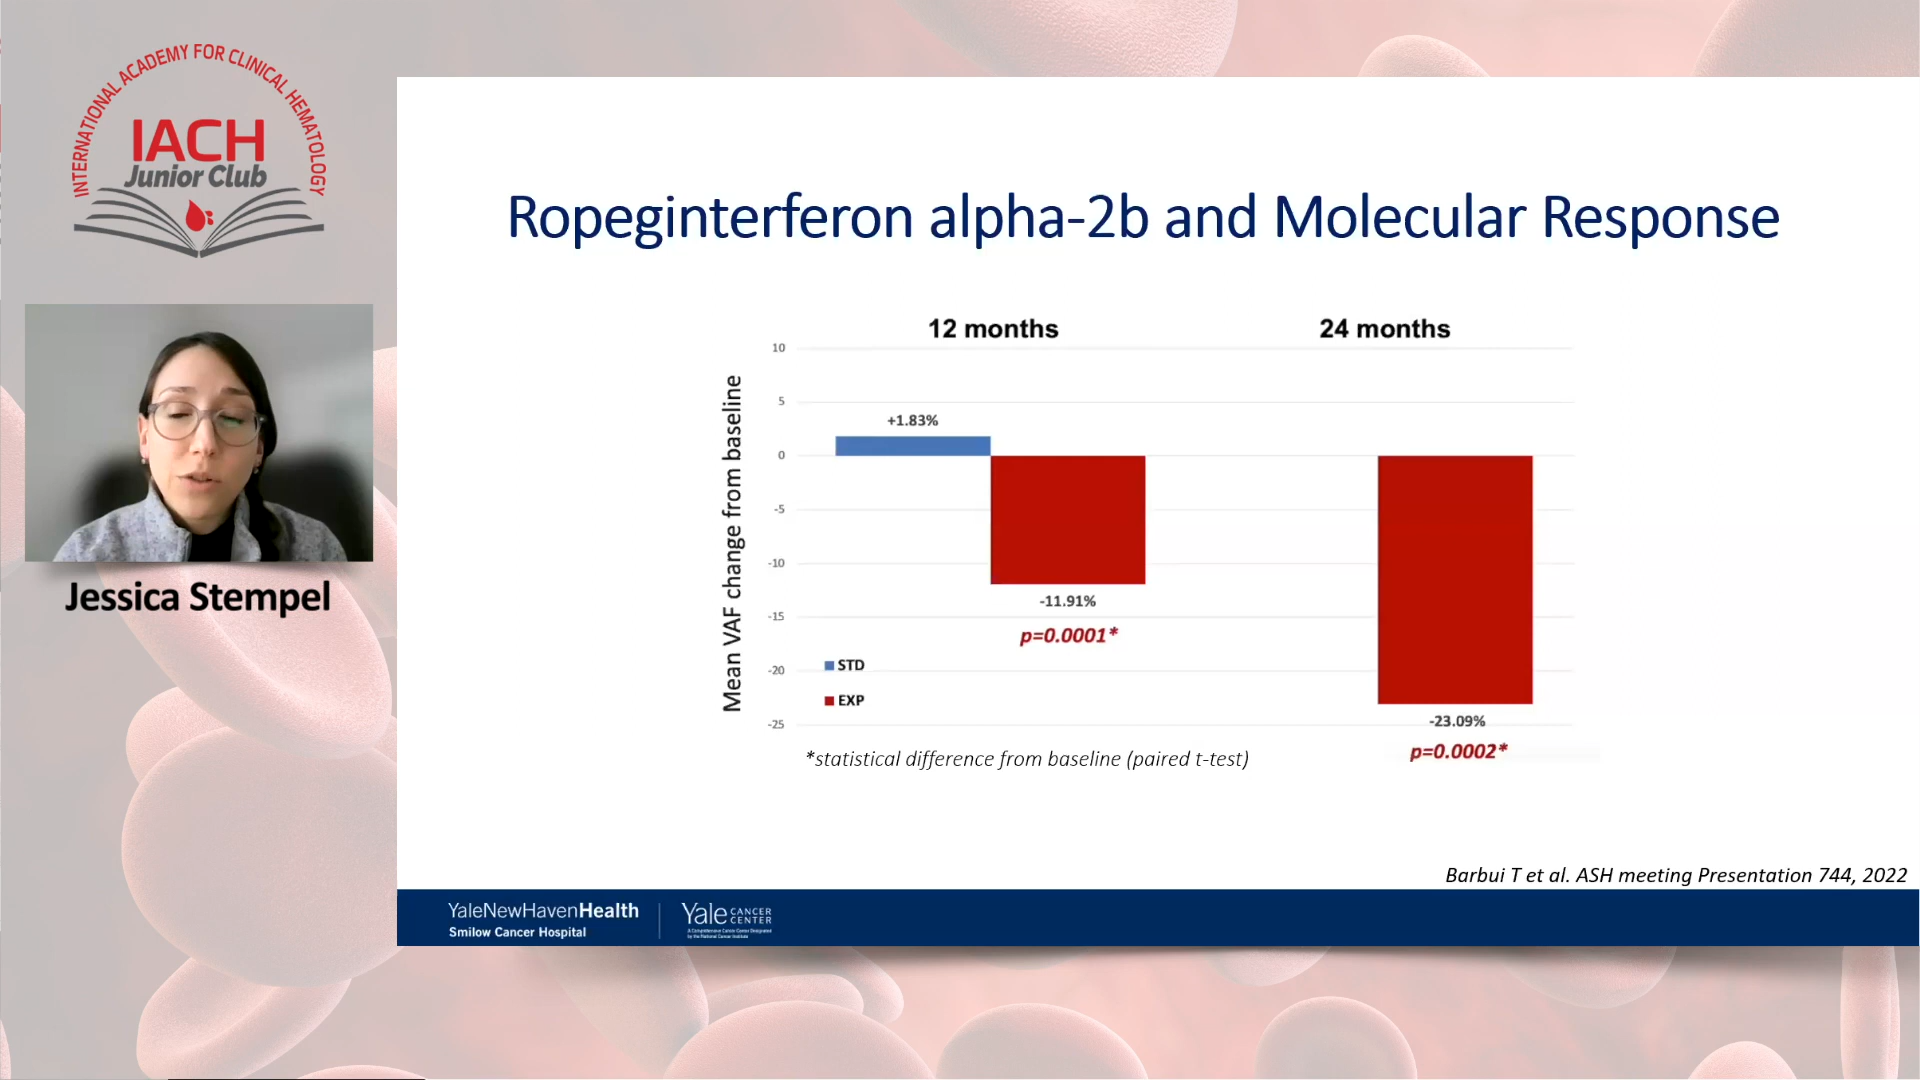 INTERNATIONAL ACADEMY FOR CLINICAL HEMATOLOGY
IACH
Junior Club
Jessica Stempel
Ropeginterferon alpha-2b and Molecular Response
12 months
24 months
Mean VAF change from baseline
10
5
0
-5
-10
-15
-20
-25
+1.83%
-11.91%
p=0.0001*
STD
EXP
-23.09%
p=0.0002*
*statistical difference from baseline (paired t-test)
Barbui T et al. ASH meeting Presentation 744, 2022
YaleNewHavenHealth
Smilow Cancer Hospital
Yale CANCER CENTER
A Comprehensive Cancer Center Designated
by the National Cancer Institute